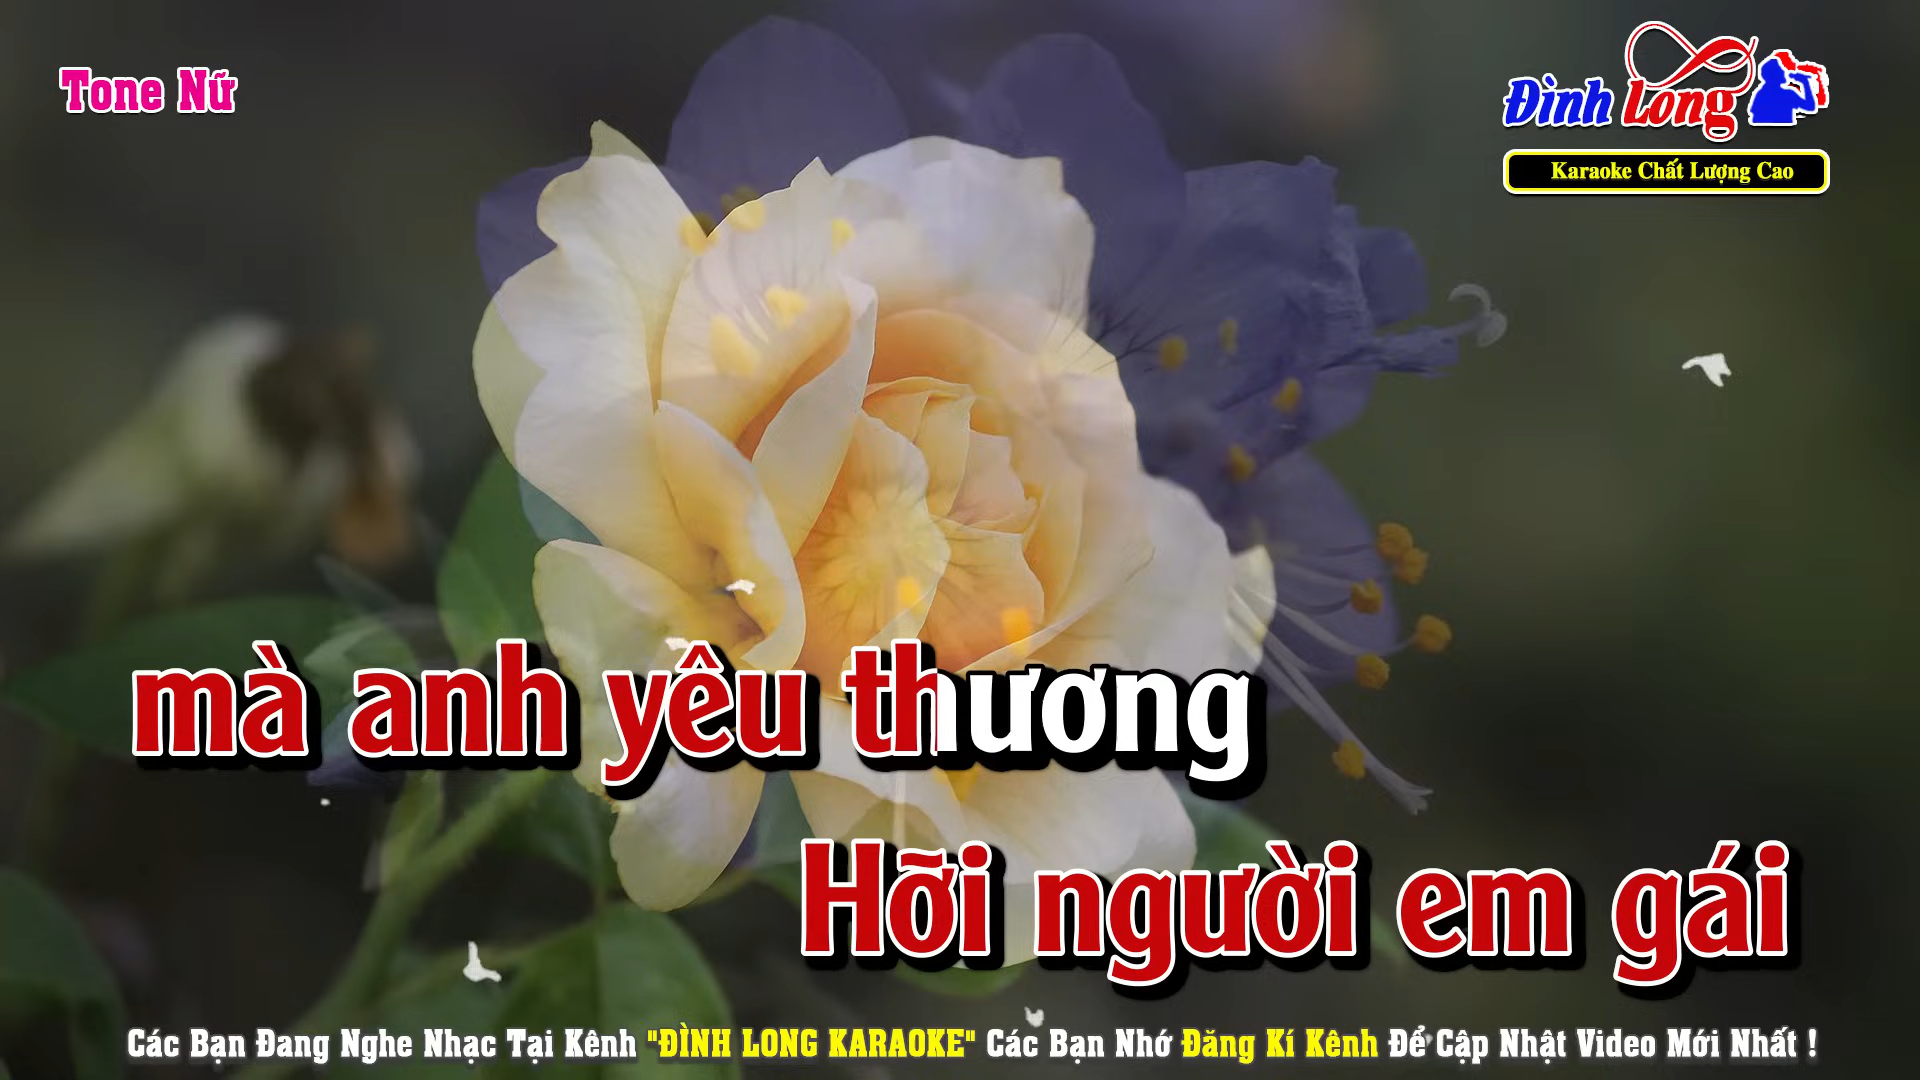 Tone Nữ
Đình Long
Karaoke Chất Lượng Cao
mà anh yêu thương
Hỡi người em gái
Các Bạn Đang Nghe Nhạc Tại Kênh "ĐÌNH LONG KARAOKE" Các Bạn Nhớ Đăng Kí Kênh Để Cập Nhật Video Mới Nhất !